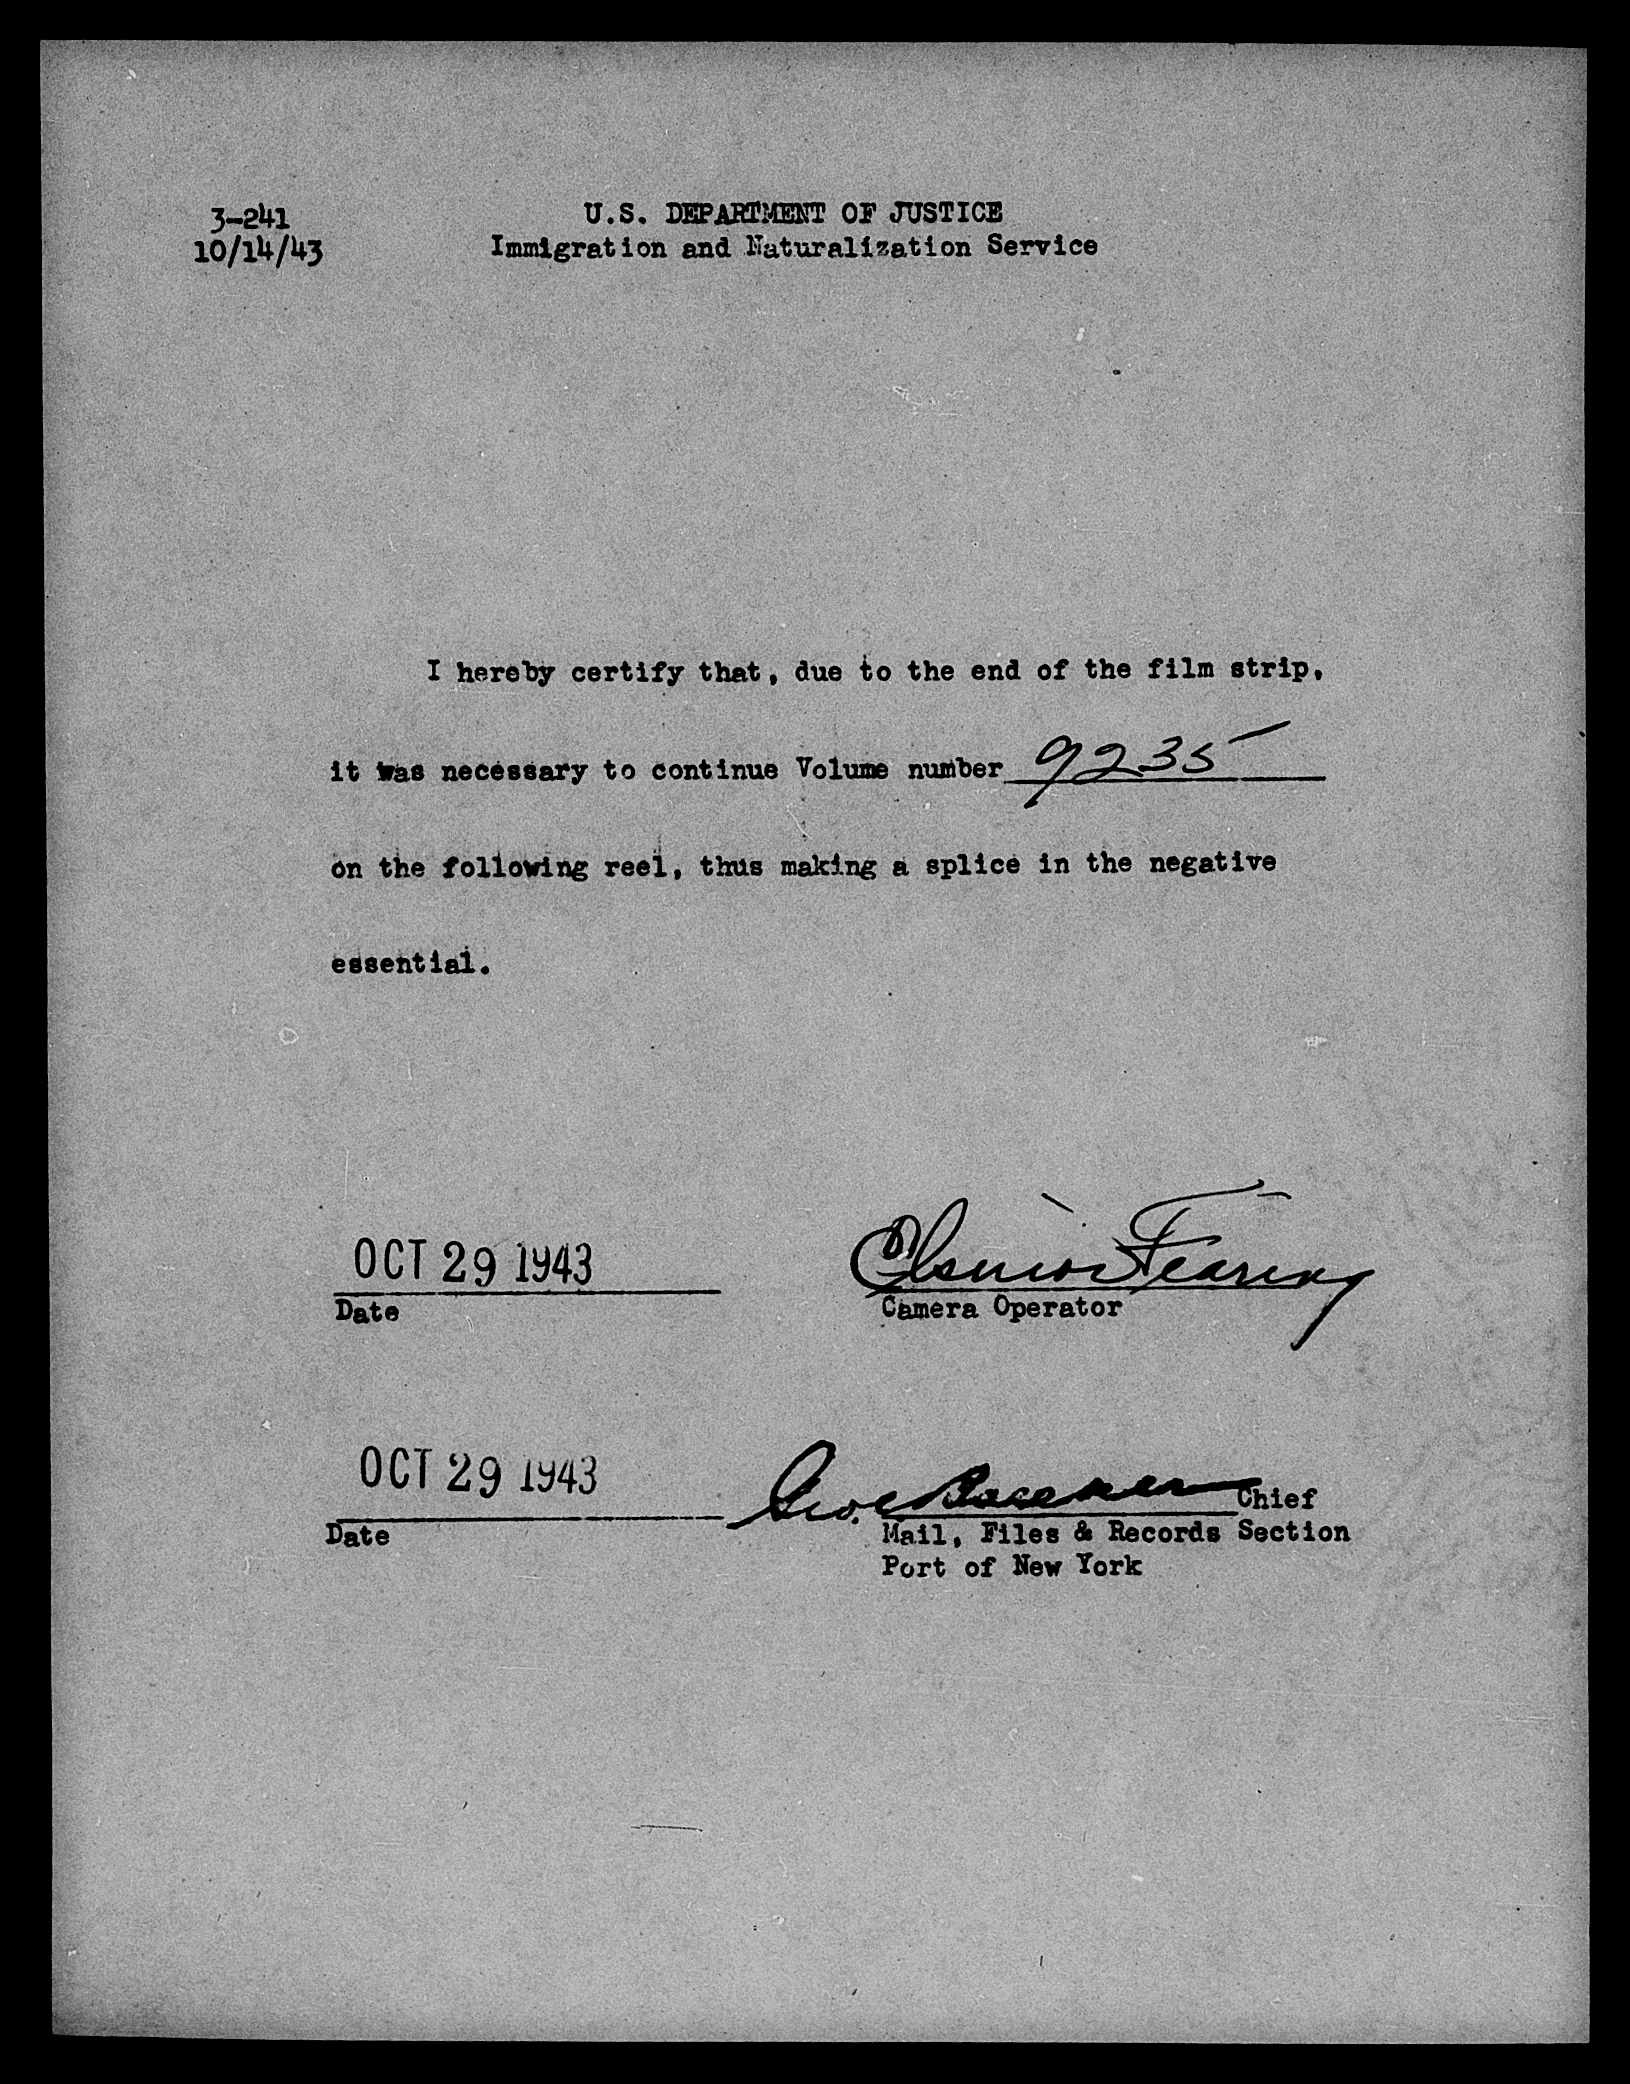 3-241
10/14/43
U.S. DEPARTMENT OF JUSTICE
Immigration and Naturalization Service
I hereby certify that, due to the end of the film strip,
it was necessary to continue Volume number 9235
on the following reel, thus making a splice in the negative
essential.
OCT 29 1943
Date
Fearing
Camera Operator
OCT 29 1943
Date
Geo. Chief
Mail, Files & Records Section
Port of New York